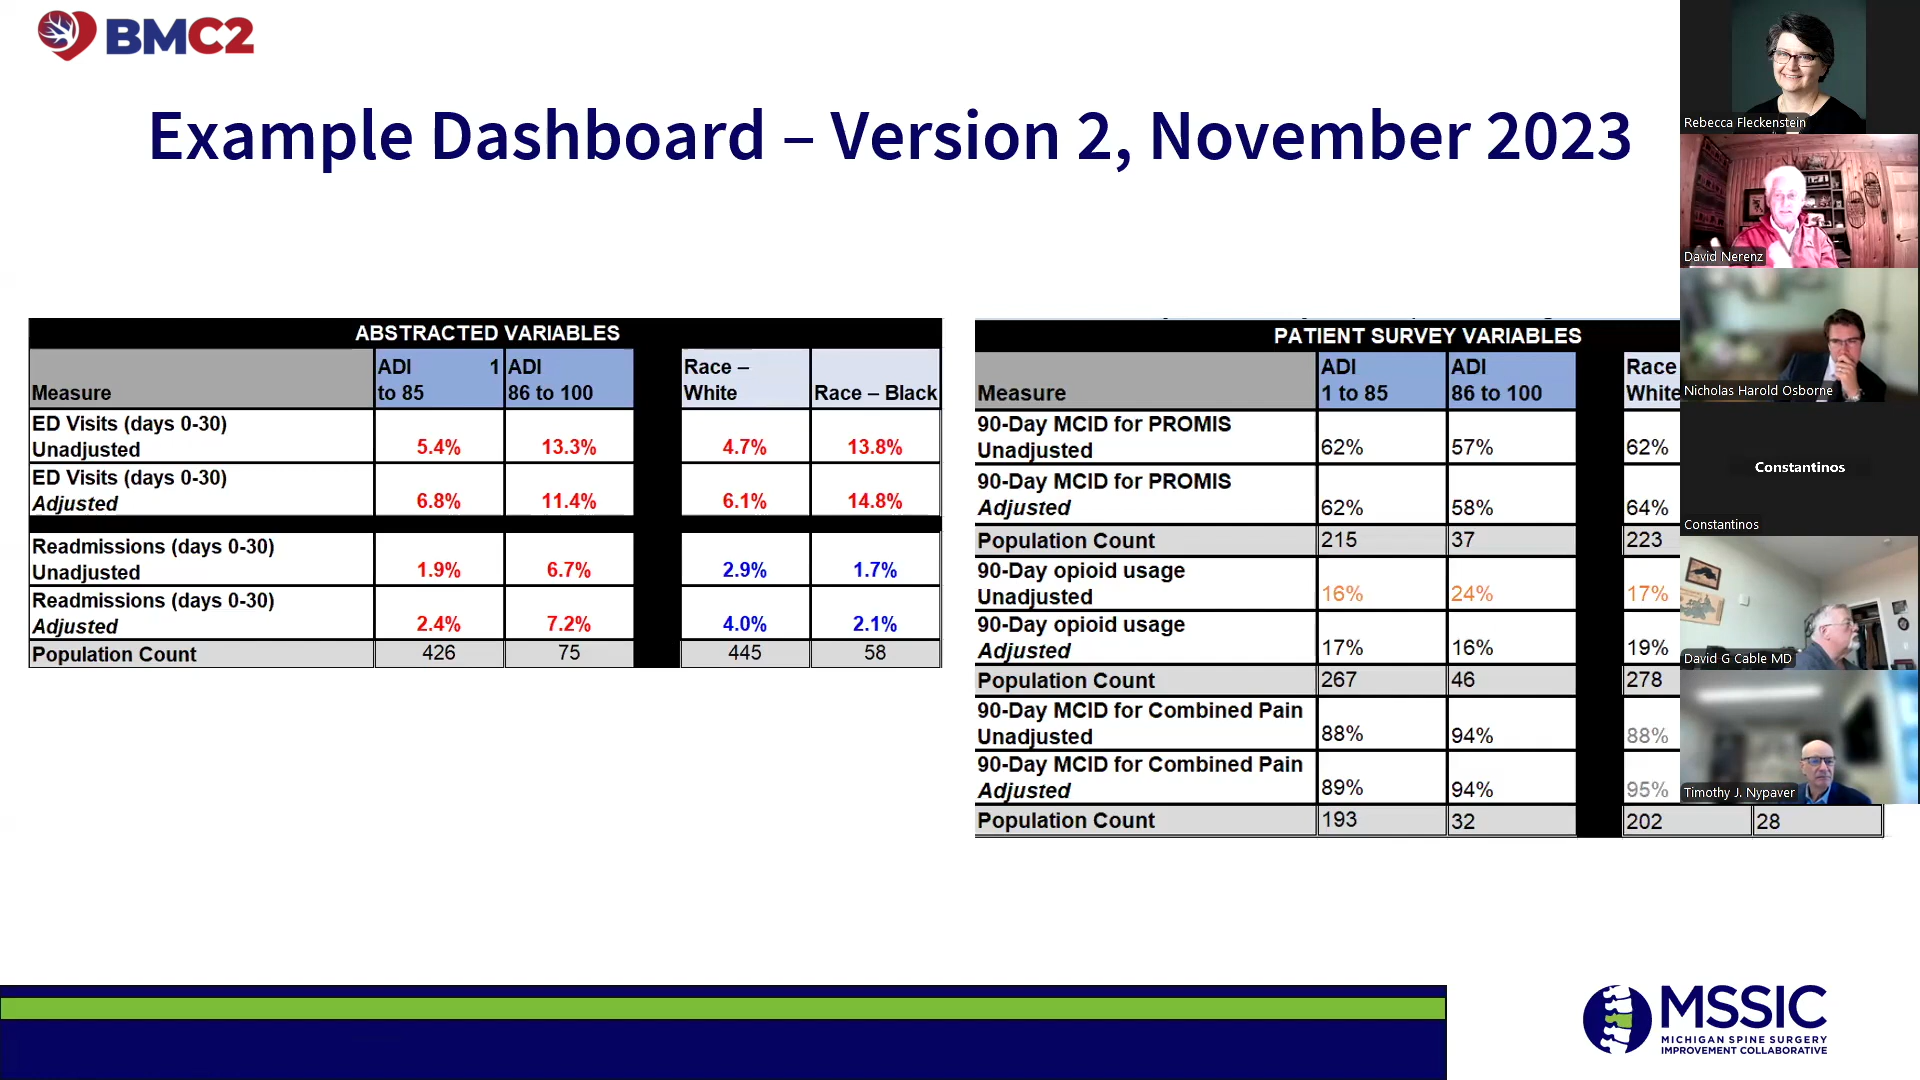 BMC2
Example Dashboard – Version 2, November 2023
ABSTRACTED VARIABLES
Measure
ADI 1
to 85
ADI
86 to 100
Race –
White
Race – Black
ED Visits (days 0-30)
Unadjusted
5.4%
13.3%
4.7%
13.8%
ED Visits (days 0-30)
Adjusted
6.8%
11.4%
6.1%
14.8%
Readmissions (days 0-30)
Unadjusted
1.9%
6.7%
2.9%
1.7%
Readmissions (days 0-30)
Adjusted
2.4%
7.2%
4.0%
2.1%
Population Count
426
75
445
58
PATIENT SURVEY VARIABLES
Measure
ADI
1 to 85
ADI
86 to 100
Race
White
90-Day MCID for PROMIS
Unadjusted
62%
57%
62%
90-Day MCID for PROMIS
Adjusted
62%
58%
64%
Population Count
215
37
223
90-Day opioid usage
Unadjusted
16%
24%
17%
90-Day opioid usage
Adjusted
17%
16%
19%
Population Count
267
46
278
90-Day MCID for Combined Pain
Unadjusted
88%
94%
88%
90-Day MCID for Combined Pain
Adjusted
89%
94%
95%
Population Count
193
32
202
28
Rebecca Fleckenstein
David Nerenz
Nicholas Harold Osborne
Constantinos
Constantinos
David G Cable MD
Timothy J. Nypaver
MSSIC
MICHIGAN SPINE SURGERY
IMPROVEMENT COLLABORATIVE